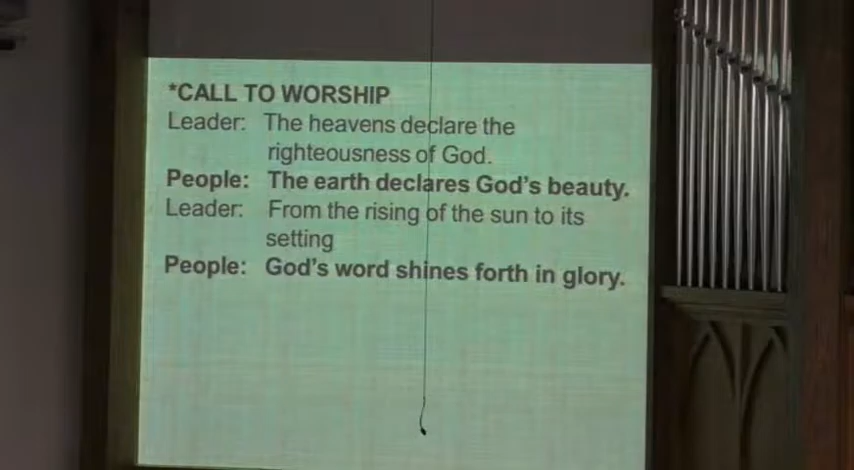 *CALL TO WORSHIP
Leader: The heavens declare the
righteousness of God.
People: The earth declares God's beauty.
Leader: From the rising of the sun to its
setting
People: God's word shines forth in glory.